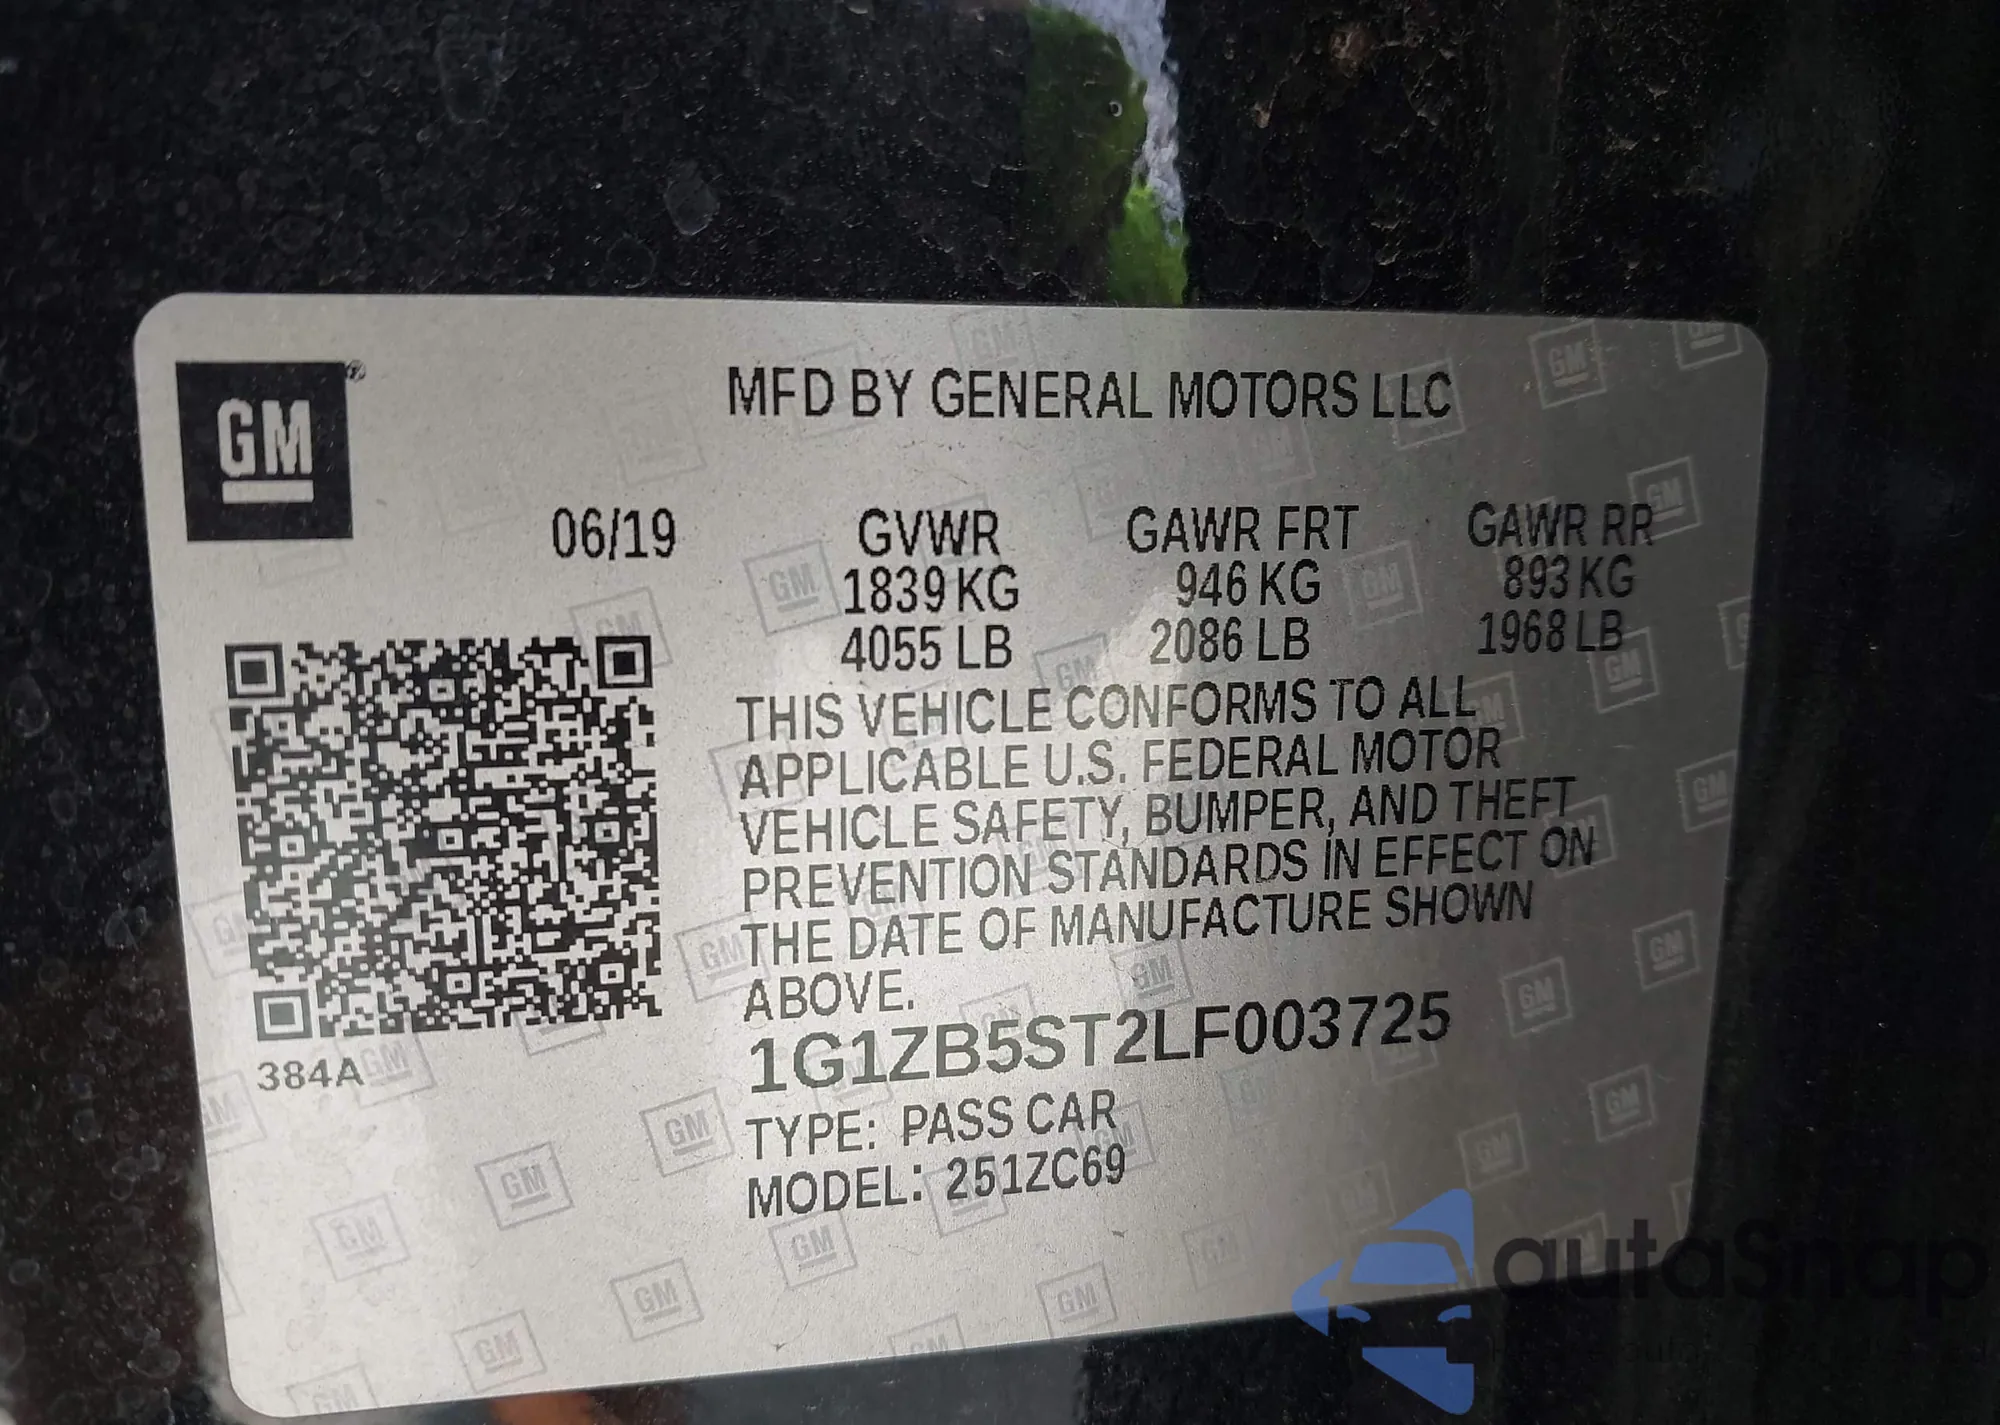 GM®
MFD BY GENERAL MOTORS LLC
06/19
GVWR GAWR FRT GAWR RR
1839 KG 946 KG 893 KG
4055 LB 2086 LB 1968 LB
THIS VEHICLE CONFORMS TO ALL
APPLICABLE U.S. FEDERAL MOTOR
VEHICLE SAFETY, BUMPER, AND THEFT
PREVENTION STANDARDS IN EFFECT ON
THE DATE OF MANUFACTURE SHOWN
ABOVE.
384A
1G1ZB5ST2LF003725
TYPE: PASS CAR
MODEL: 251ZC69
autaSnap